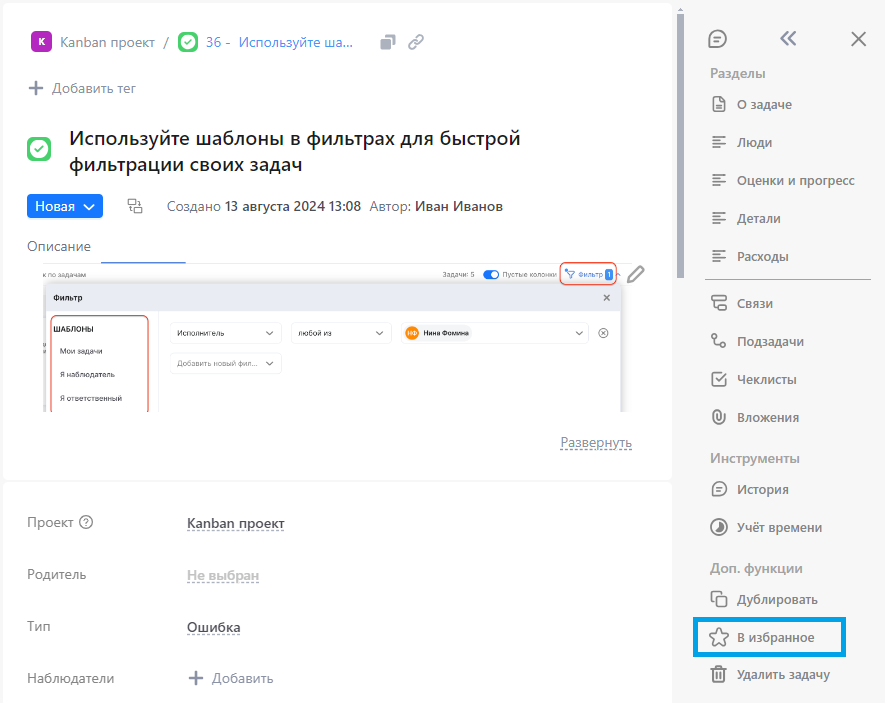 K Kanban проект / 36 - Используйте ша...
Добавить тег
Используйте шаблоны в фильтрах для быстрой
фильтрации своих задач
Новая Создано 13 августа 2024 13:08 Автор: Иван Иванов
Описание
к по задачам Задачи: 5 Пустые колонки Фильтр 1
Фильтр
ШАБЛОНЫ
Мои задачи
Я наблюдатель
Я ответственный
Исполнитель любой из НФ Нина Фомина
Добавить новый фил...
Развернуть
Проект Kanban проект
Родитель Не выбран
Тип Ошибка
Наблюдатели Добавить
Разделы
О задаче
Люди
Оценки и прогресс
Детали
Расходы
Связи
Подзадачи
Чеклисты
Вложения
Инструменты
История
Учёт времени
Доп. функции
Дублировать
В избранное
Удалить задачу